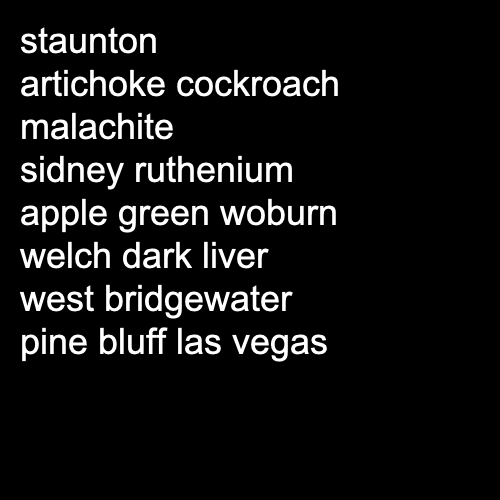 staunton
artichoke cockroach
malachite
sidney ruthenium
apple green woburn
welch dark liver
west bridgewater
pine bluff las vegas